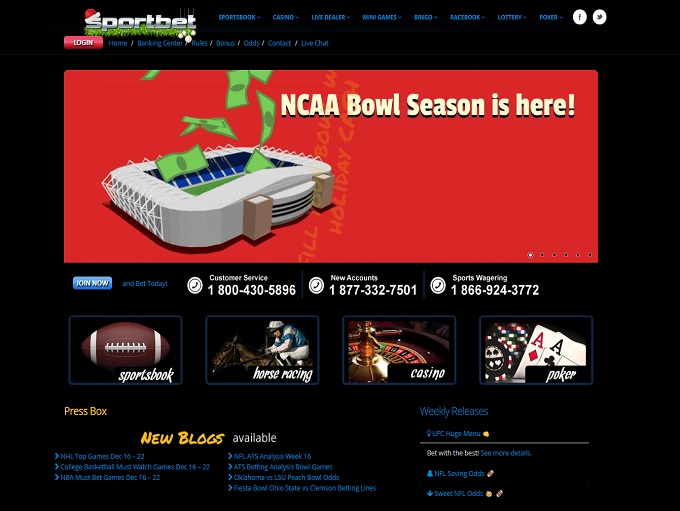 sportbet
SPORTSBOOK CASINO LIVE DEALER MINI GAMES BINGO RACEBOOK LOTTERY POKER
LOGIN Home / Banking Center / Rules / Bonus / Odds / Contact / Live Chat
NCAA Bowl Season is here!
HOLIDAY
JOIN NOW and Bet Today!
Customer Service
1 800-430-5896
New Accounts
1 877-332-7501
Sports Wagering
1 866-924-3772
sportsbook
horse racing
casino
poker
A A
Press Box
New Blogs available
NHL Top Games Dec 16 – 22
College Basketball Must Watch Games Dec 16 – 22
NBA Must Bet Games Dec 16 – 22
NFL ATS Analysis Week 16
ATS Betting Analysis Bowl Games
Oklahoma vs LSU Peach Bowl Odds
Fiesta Bowl Ohio State vs Clemson Betting Lines
Weekly Releases
UFC Huge Menu
Bet with the best! See more details.
NFL Saving Odds
Sweet NFL Odds